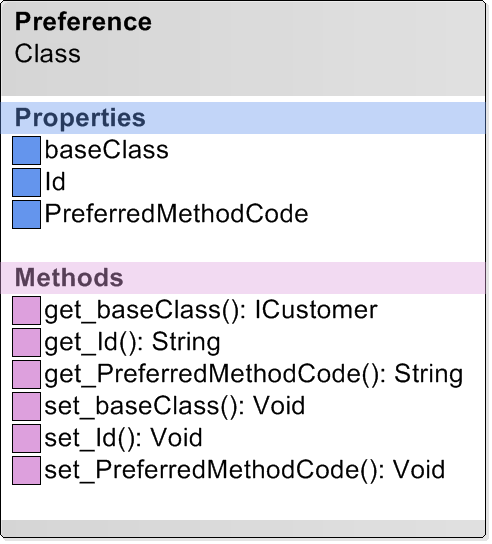 Preference
Class
Properties
baseClass
Id
PreferredMethodCode
Methods
get_baseClass(): ICustomer
get_Id(): String
get_PreferredMethodCode(): String
set_baseClass(): Void
set_Id(): Void
set_PreferredMethodCode(): Void